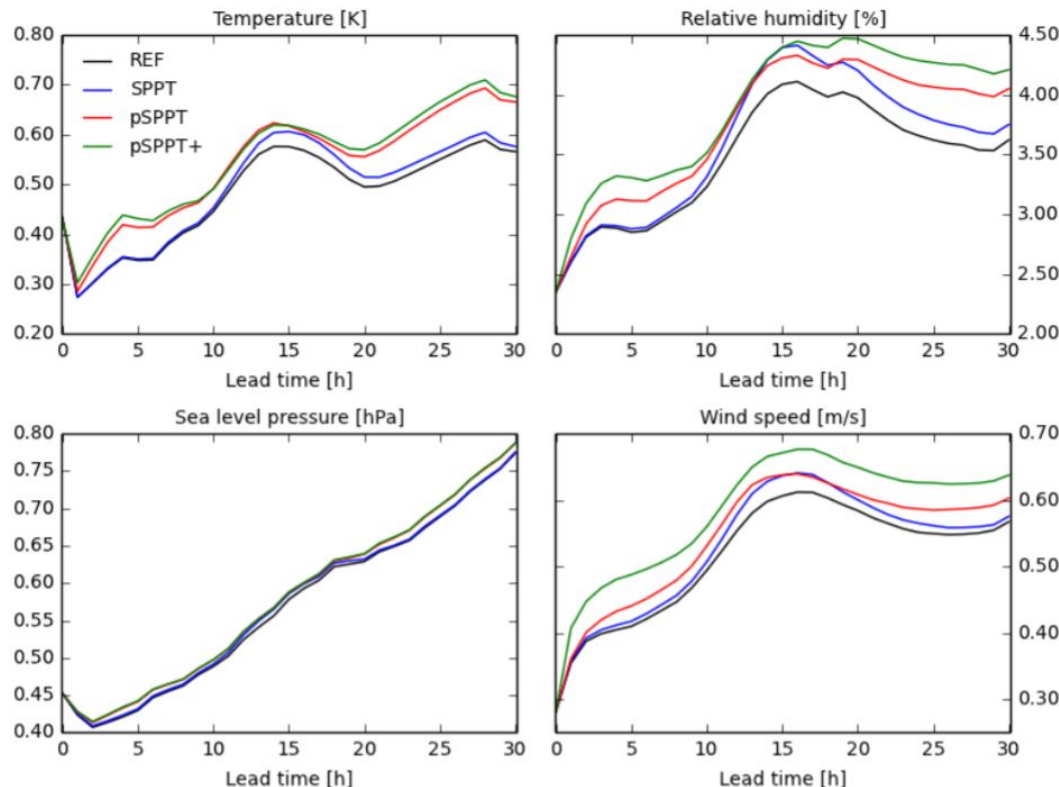 Temperature [K]
Relative humidity [%]
0.80
0.70
0.60
0.50
0.40
0.30
0.20
REF
SPPT
pSPPT
pSPPT+
4.50
4.00
3.50
3.00
2.50
2.00
0 5 10 15 20 25 30
0 5 10 15 20 25 30
Lead time [h]
Lead time [h]
Sea level pressure [hPa]
Wind speed [m/s]
0.80
0.75
0.70
0.65
0.60
0.55
0.50
0.45
0.40
0.70
0.60
0.50
0.40
0.30
0 5 10 15 20 25 30
0 5 10 15 20 25 30
Lead time [h]
Lead time [h]